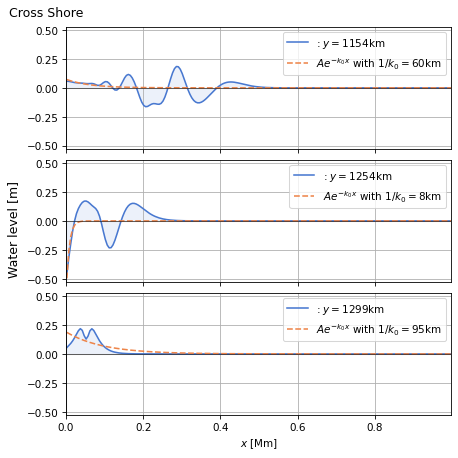 Cross Shore
0.50
0.25
0.00
−0.25
−0.50
: y = 1154km
Ae^{−k₀x} with 1/k₀ = 60km
0.50
0.25
0.00
−0.25
−0.50
: y = 1254km
Ae^{−k₀x} with 1/k₀ = 8km
Water level [m]
0.50
0.25
0.00
−0.25
−0.50
: y = 1299km
Ae^{−k₀x} with 1/k₀ = 95km
0.0 0.2 0.4 0.6 0.8
x [Mm]